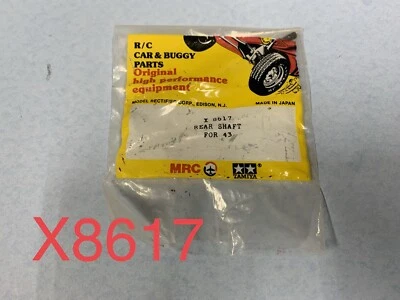 R/C
CAR & BUGGY
PARTS
Original
high performance
equipment
MODEL RECTIFIER CORP., EDISON, N.J.
MADE IN JAPAN
X 8617
REAR SHAFT
FOR 43
MRC
TAMIYA
X8617